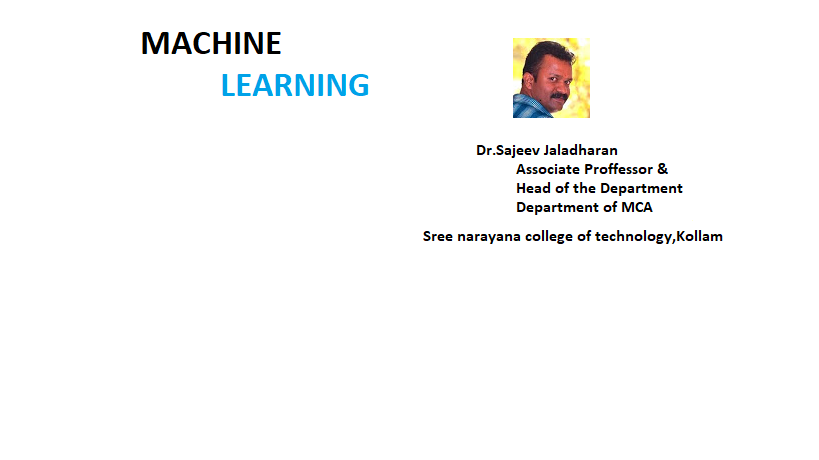 MACHINE
LEARNING
Dr.Sajeev Jaladharan
Associate Proffessor &
Head of the Department
Department of MCA
Sree narayana college of technology,Kollam